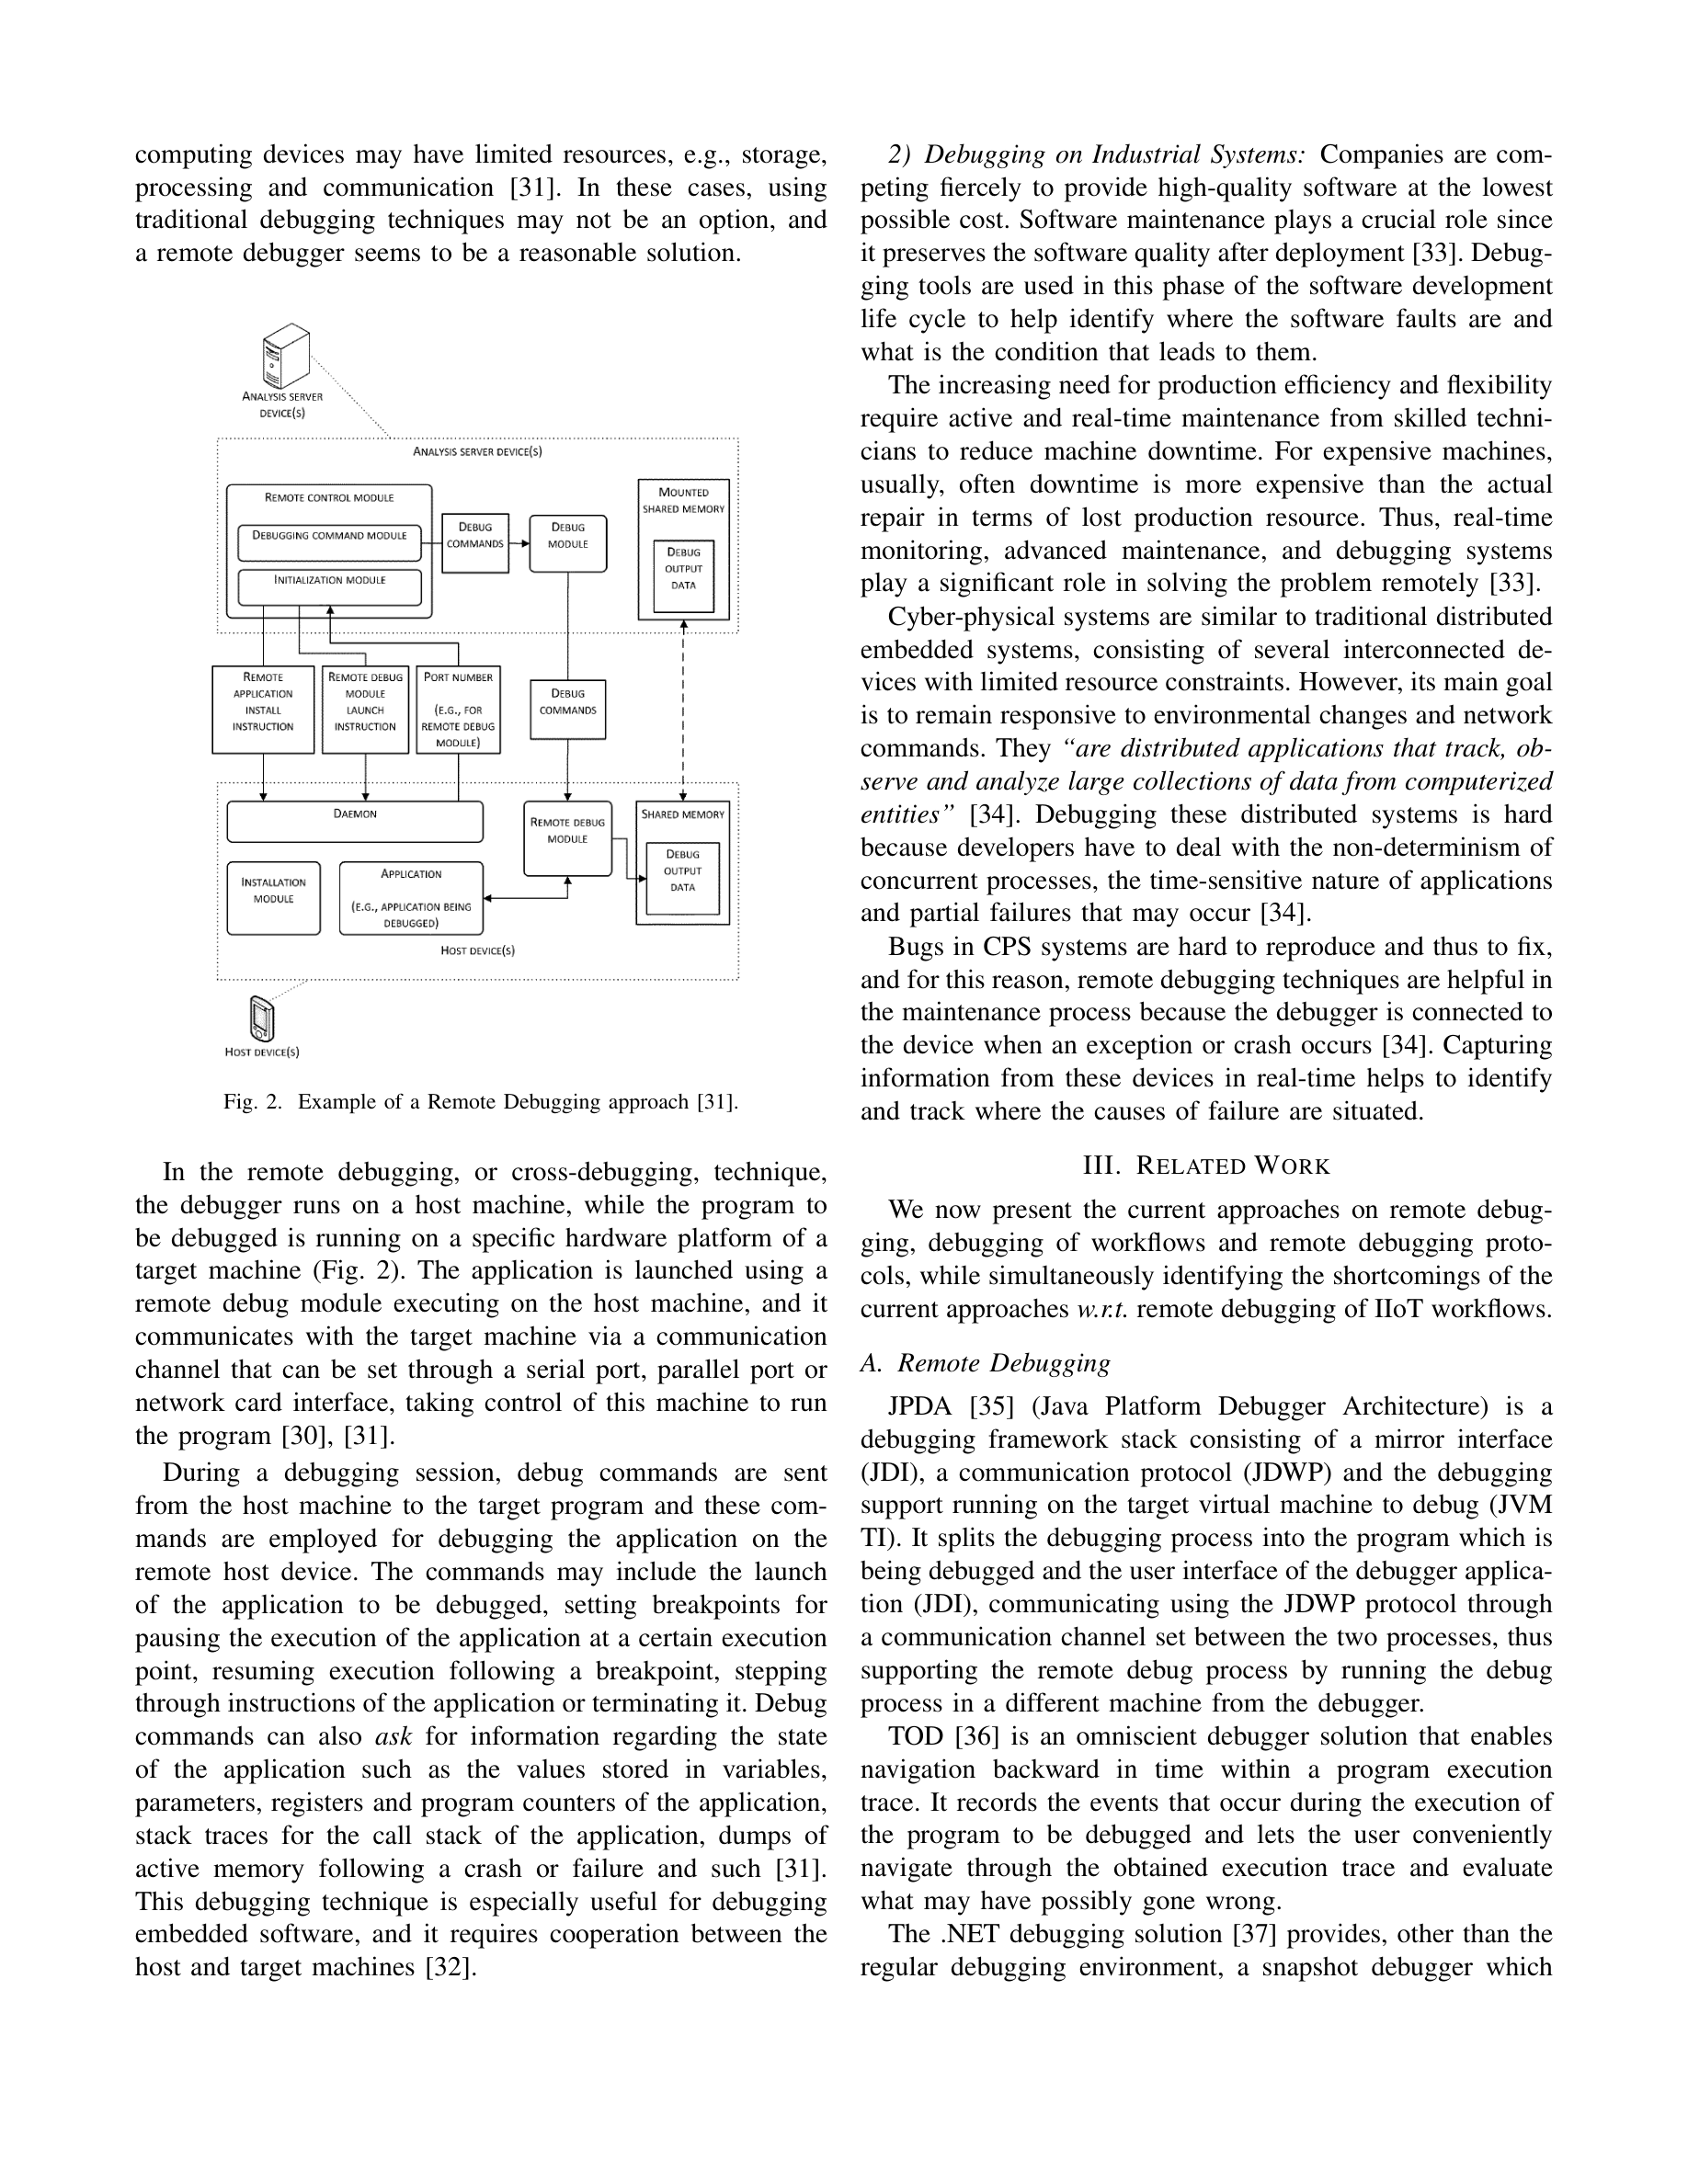 computing devices may have limited resources, e.g., storage,
processing and communication [31]. In these cases, using
traditional debugging techniques may not be an option, and
a remote debugger seems to be a reasonable solution.
ANALYSIS SERVER
DEVICE(S)
ANALYSIS SERVER DEVICE(S)
REMOTE CONTROL MODULE
DEBUGGING COMMAND MODULE
INITIALIZATION MODULE
DEBUG
COMMANDS
DEBUG
MODULE
MOUNTED
SHARED MEMORY
DEBUG
OUTPUT
DATA
REMOTE
APPLICATION
INSTALL
INSTRUCTION
REMOTE DEBUG
MODULE
LAUNCH
INSTRUCTION
PORT NUMBER
(E.G., FOR
REMOTE DEBUG
MODULE)
DEBUG
COMMANDS
DAEMON
REMOTE DEBUG
MODULE
SHARED MEMORY
DEBUG
OUTPUT
DATA
INSTALLATION
MODULE
APPLICATION
(E.G., APPLICATION BEING
DEBUGGED)
HOST DEVICE(S)
HOST DEVICE(S)
Fig. 2. Example of a Remote Debugging approach [31].
In the remote debugging, or cross-debugging, technique,
the debugger runs on a host machine, while the program to
be debugged is running on a specific hardware platform of a
target machine (Fig. 2). The application is launched using a
remote debug module executing on the host machine, and it
communicates with the target machine via a communication
channel that can be set through a serial port, parallel port or
network card interface, taking control of this machine to run
the program [30], [31].
During a debugging session, debug commands are sent
from the host machine to the target program and these com-
mands are employed for debugging the application on the
remote host device. The commands may include the launch
of the application to be debugged, setting breakpoints for
pausing the execution of the application at a certain execution
point, resuming execution following a breakpoint, stepping
through instructions of the application or terminating it. Debug
commands can also ask for information regarding the state
of the application such as the values stored in variables,
parameters, registers and program counters of the application,
stack traces for the call stack of the application, dumps of
active memory following a crash or failure and such [31].
This debugging technique is especially useful for debugging
embedded software, and it requires cooperation between the
host and target machines [32].
2) Debugging on Industrial Systems: Companies are com-
peting fiercely to provide high-quality software at the lowest
possible cost. Software maintenance plays a crucial role since
it preserves the software quality after deployment [33]. Debug-
ging tools are used in this phase of the software development
life cycle to help identify where the software faults are and
what is the condition that leads to them.
The increasing need for production efficiency and flexibility
require active and real-time maintenance from skilled techni-
cians to reduce machine downtime. For expensive machines,
usually, often downtime is more expensive than the actual
repair in terms of lost production resource. Thus, real-time
monitoring, advanced maintenance, and debugging systems
play a significant role in solving the problem remotely [33].
Cyber-physical systems are similar to traditional distributed
embedded systems, consisting of several interconnected de-
vices with limited resource constraints. However, its main goal
is to remain responsive to environmental changes and network
commands. They “are distributed applications that track, ob-
serve and analyze large collections of data from computerized
entities” [34]. Debugging these distributed systems is hard
because developers have to deal with the non-determinism of
concurrent processes, the time-sensitive nature of applications
and partial failures that may occur [34].
Bugs in CPS systems are hard to reproduce and thus to fix,
and for this reason, remote debugging techniques are helpful in
the maintenance process because the debugger is connected to
the device when an exception or crash occurs [34]. Capturing
information from these devices in real-time helps to identify
and track where the causes of failure are situated.
III. RELATED WORK
We now present the current approaches on remote debug-
ging, debugging of workflows and remote debugging proto-
cols, while simultaneously identifying the shortcomings of the
current approaches w.r.t. remote debugging of IIoT workflows.
A. Remote Debugging
JPDA [35] (Java Platform Debugger Architecture) is a
debugging framework stack consisting of a mirror interface
(JDI), a communication protocol (JDWP) and the debugging
support running on the target virtual machine to debug (JVM
TI). It splits the debugging process into the program which is
being debugged and the user interface of the debugger applica-
tion (JDI), communicating using the JDWP protocol through
a communication channel set between the two processes, thus
supporting the remote debug process by running the debug
process in a different machine from the debugger.
TOD [36] is an omniscient debugger solution that enables
navigation backward in time within a program execution
trace. It records the events that occur during the execution of
the program to be debugged and lets the user conveniently
navigate through the obtained execution trace and evaluate
what may have possibly gone wrong.
The .NET debugging solution [37] provides, other than the
regular debugging environment, a snapshot debugger which